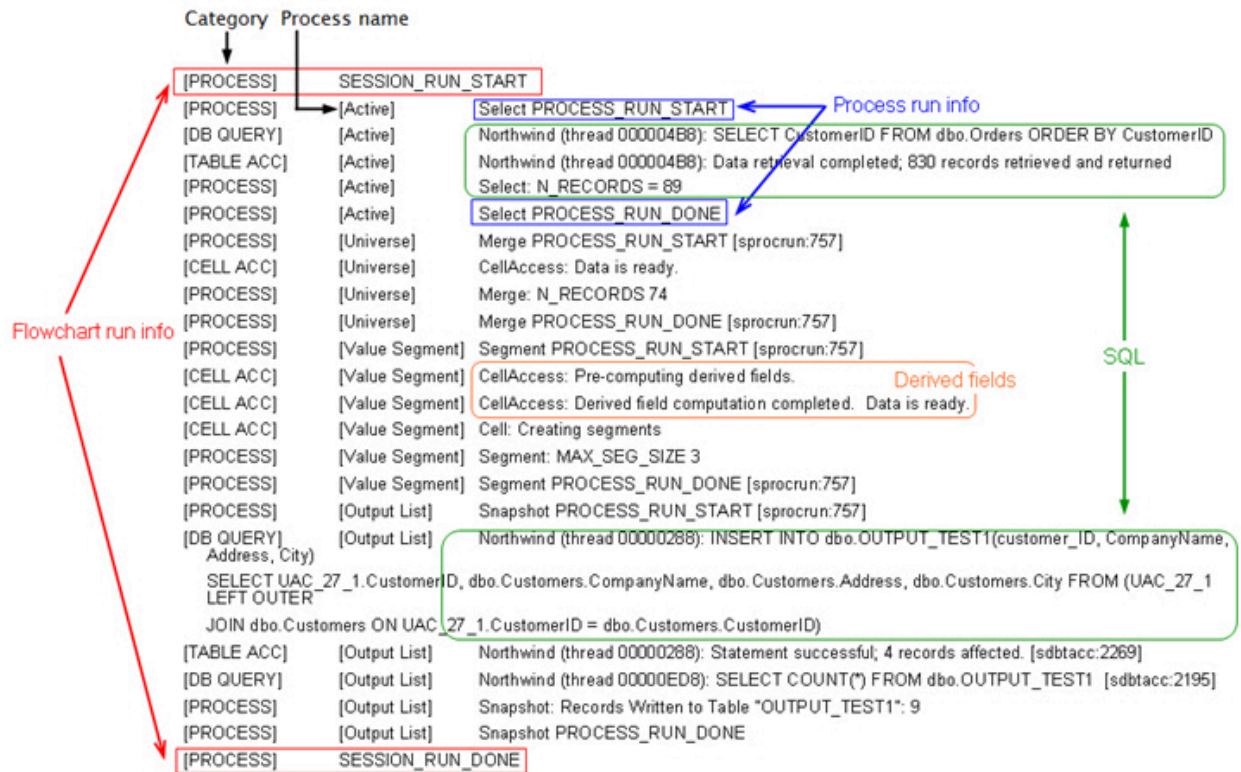 Category Process name
[PROCESS] SESSION_RUN_START
[PROCESS] [Active] Select PROCESS_RUN_START Process run info
[DB QUERY] [Active] Northwind (thread 000004B8): SELECT CustomerID FROM dbo.Orders ORDER BY CustomerID
[TABLE ACC] [Active] Northwind (thread 000004B8): Data retrieval completed; 830 records retrieved and returned
[PROCESS] [Active] Select: N_RECORDS = 89
[PROCESS] [Active] Select PROCESS_RUN_DONE
[PROCESS] [Universe] Merge PROCESS_RUN_START [sprocrun:757]
[CELL ACC] [Universe] CellAccess: Data is ready.
[PROCESS] [Universe] Merge: N_RECORDS 74
[PROCESS] [Universe] Merge PROCESS_RUN_DONE [sprocrun:757]
Flowchart run info
[PROCESS] [Value Segment] Segment PROCESS_RUN_START [sprocrun:757]
SQL
[CELL ACC] [Value Segment] CellAccess: Pre-computing derived fields. Derived fields
[CELL ACC] [Value Segment] CellAccess: Derived field computation completed. Data is ready.
[CELL ACC] [Value Segment] Cell: Creating segments
[PROCESS] [Value Segment] Segment: MAX_SEG_SIZE 3
[PROCESS] [Value Segment] Segment PROCESS_RUN_DONE [sprocrun:757]
[PROCESS] [Output List] Snapshot PROCESS_RUN_START [sprocrun:757]
[DB QUERY] [Output List] Northwind (thread 00000288): INSERT INTO dbo.OUTPUT_TEST1(customer_ID, CompanyName,
Address, City)
SELECT UAC_27_1.CustomerID, dbo.Customers.CompanyName, dbo.Customers.Address, dbo.Customers.City FROM (UAC_27_1
LEFT OUTER
JOIN dbo.Customers ON UAC_27_1.CustomerID = dbo.Customers.CustomerID)
[TABLE ACC] [Output List] Northwind (thread 00000288): Statement successful; 4 records affected. [sdbtacc:2269]
[DB QUERY] [Output List] Northwind (thread 00000ED8): SELECT COUNT(*) FROM dbo.OUTPUT_TEST1 [sdbtacc:2195]
[PROCESS] [Output List] Snapshot: Records Written to Table "OUTPUT_TEST1": 9
[PROCESS] [Output List] Snapshot PROCESS_RUN_DONE
[PROCESS] SESSION_RUN_DONE